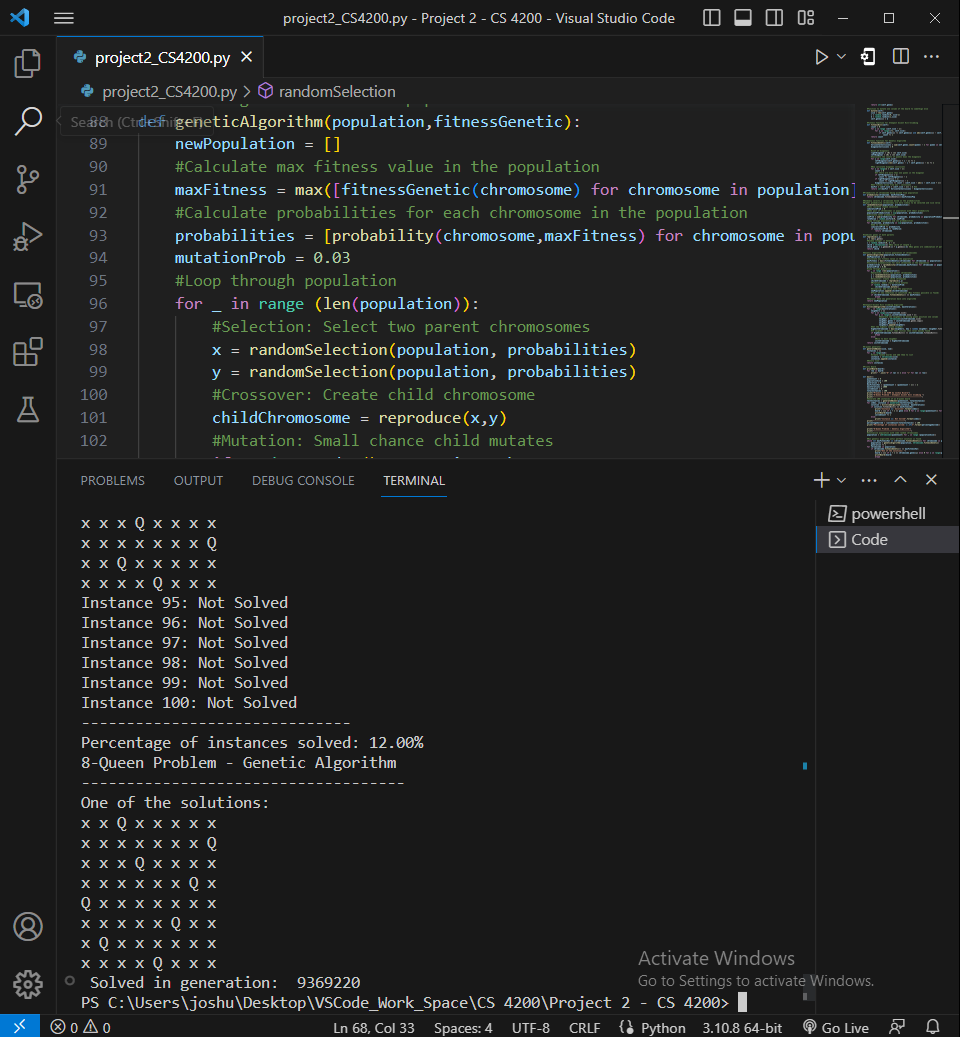 project2_CS4200.py - Project 2 - CS 4200 - Visual Studio Code
project2_CS4200.py
project2_CS4200.py > randomSelection
Search (Ctrl+Shift+F)
88 def geneticAlgorithm(population,fitnessGenetic):
89 newPopulation = []
90 #Calculate max fitness value in the population
91 maxFitness = max([fitnessGenetic(chromosome) for chromosome in population]
92 #Calculate probabilities for each chromosome in the population
93 probabilities = [probability(chromosome,maxFitness) for chromosome in popu
94 mutationProb = 0.03
95 #Loop through population
96 for _ in range (len(population)):
97 #Selection: Select two parent chromosomes
98 x = randomSelection(population, probabilities)
99 y = randomSelection(population, probabilities)
100 #Crossover: Create child chromosome
101 childChromosome = reproduce(x,y)
102 #Mutation: Small chance child mutates
PROBLEMS OUTPUT DEBUG CONSOLE TERMINAL
powershell
Code
x x x Q x x x x
x x x x x x x Q
x x Q x x x x x
x x x x Q x x x
Instance 95: Not Solved
Instance 96: Not Solved
Instance 97: Not Solved
Instance 98: Not Solved
Instance 99: Not Solved
Instance 100: Not Solved
------------------------------
Percentage of instances solved: 12.00%
8-Queen Problem - Genetic Algorithm
------------------------------------
One of the solutions:
x x Q x x x x x
x x x x x x x Q
x x x Q x x x x
x x x x x x Q x
Q x x x x x x x
x x x x x Q x x
x Q x x x x x x
x x x x Q x x x
Solved in generation:  9369220
PS C:\Users\joshu\Desktop\VSCode_Work_Space\CS 4200\Project 2 - CS 4200>
Activate Windows
Go to Settings to activate Windows.
0 0 Ln 68, Col 33 Spaces: 4 UTF-8 CRLF Python 3.10.8 64-bit Go Live